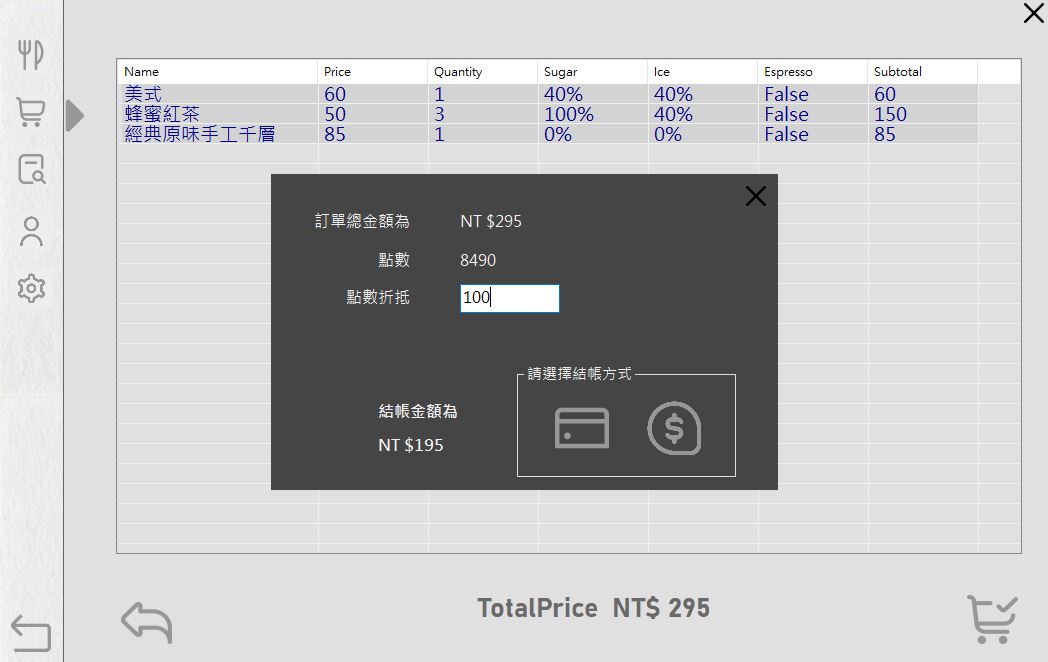 Name Price Quantity Sugar Ice Espresso Subtotal
美式 60 1 40% 40% False 60
蜂蜜紅茶 50 3 100% 40% False 150
經典原味手工千層 85 1 0% 0% False 85
訂單總金額為 NT $295
點數 8490
點數折抵 100
請選擇結帳方式
結帳金額為
NT $195
TotalPrice NT$ 295